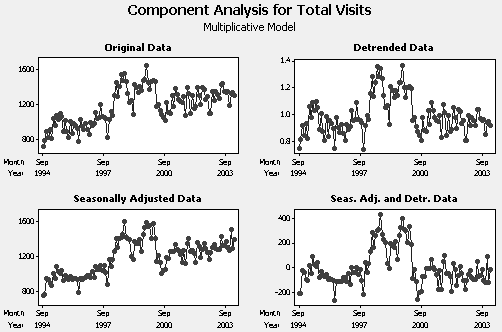 Component Analysis for Total Visits
Multiplicative Model
Original Data
1600
1200
800
Month Sep Sep Sep Sep
Year 1994 1997 2000 2003
Detrended Data
1.4
1.2
1.0
0.8
Month Sep Sep Sep Sep
Year 1994 1997 2000 2003
Seasonally Adjusted Data
1600
1200
800
Month Sep Sep Sep Sep
Year 1994 1997 2000 2003
Seas. Adj. and Detr. Data
400
200
0
-200
Month Sep Sep Sep Sep
Year 1994 1997 2000 2003